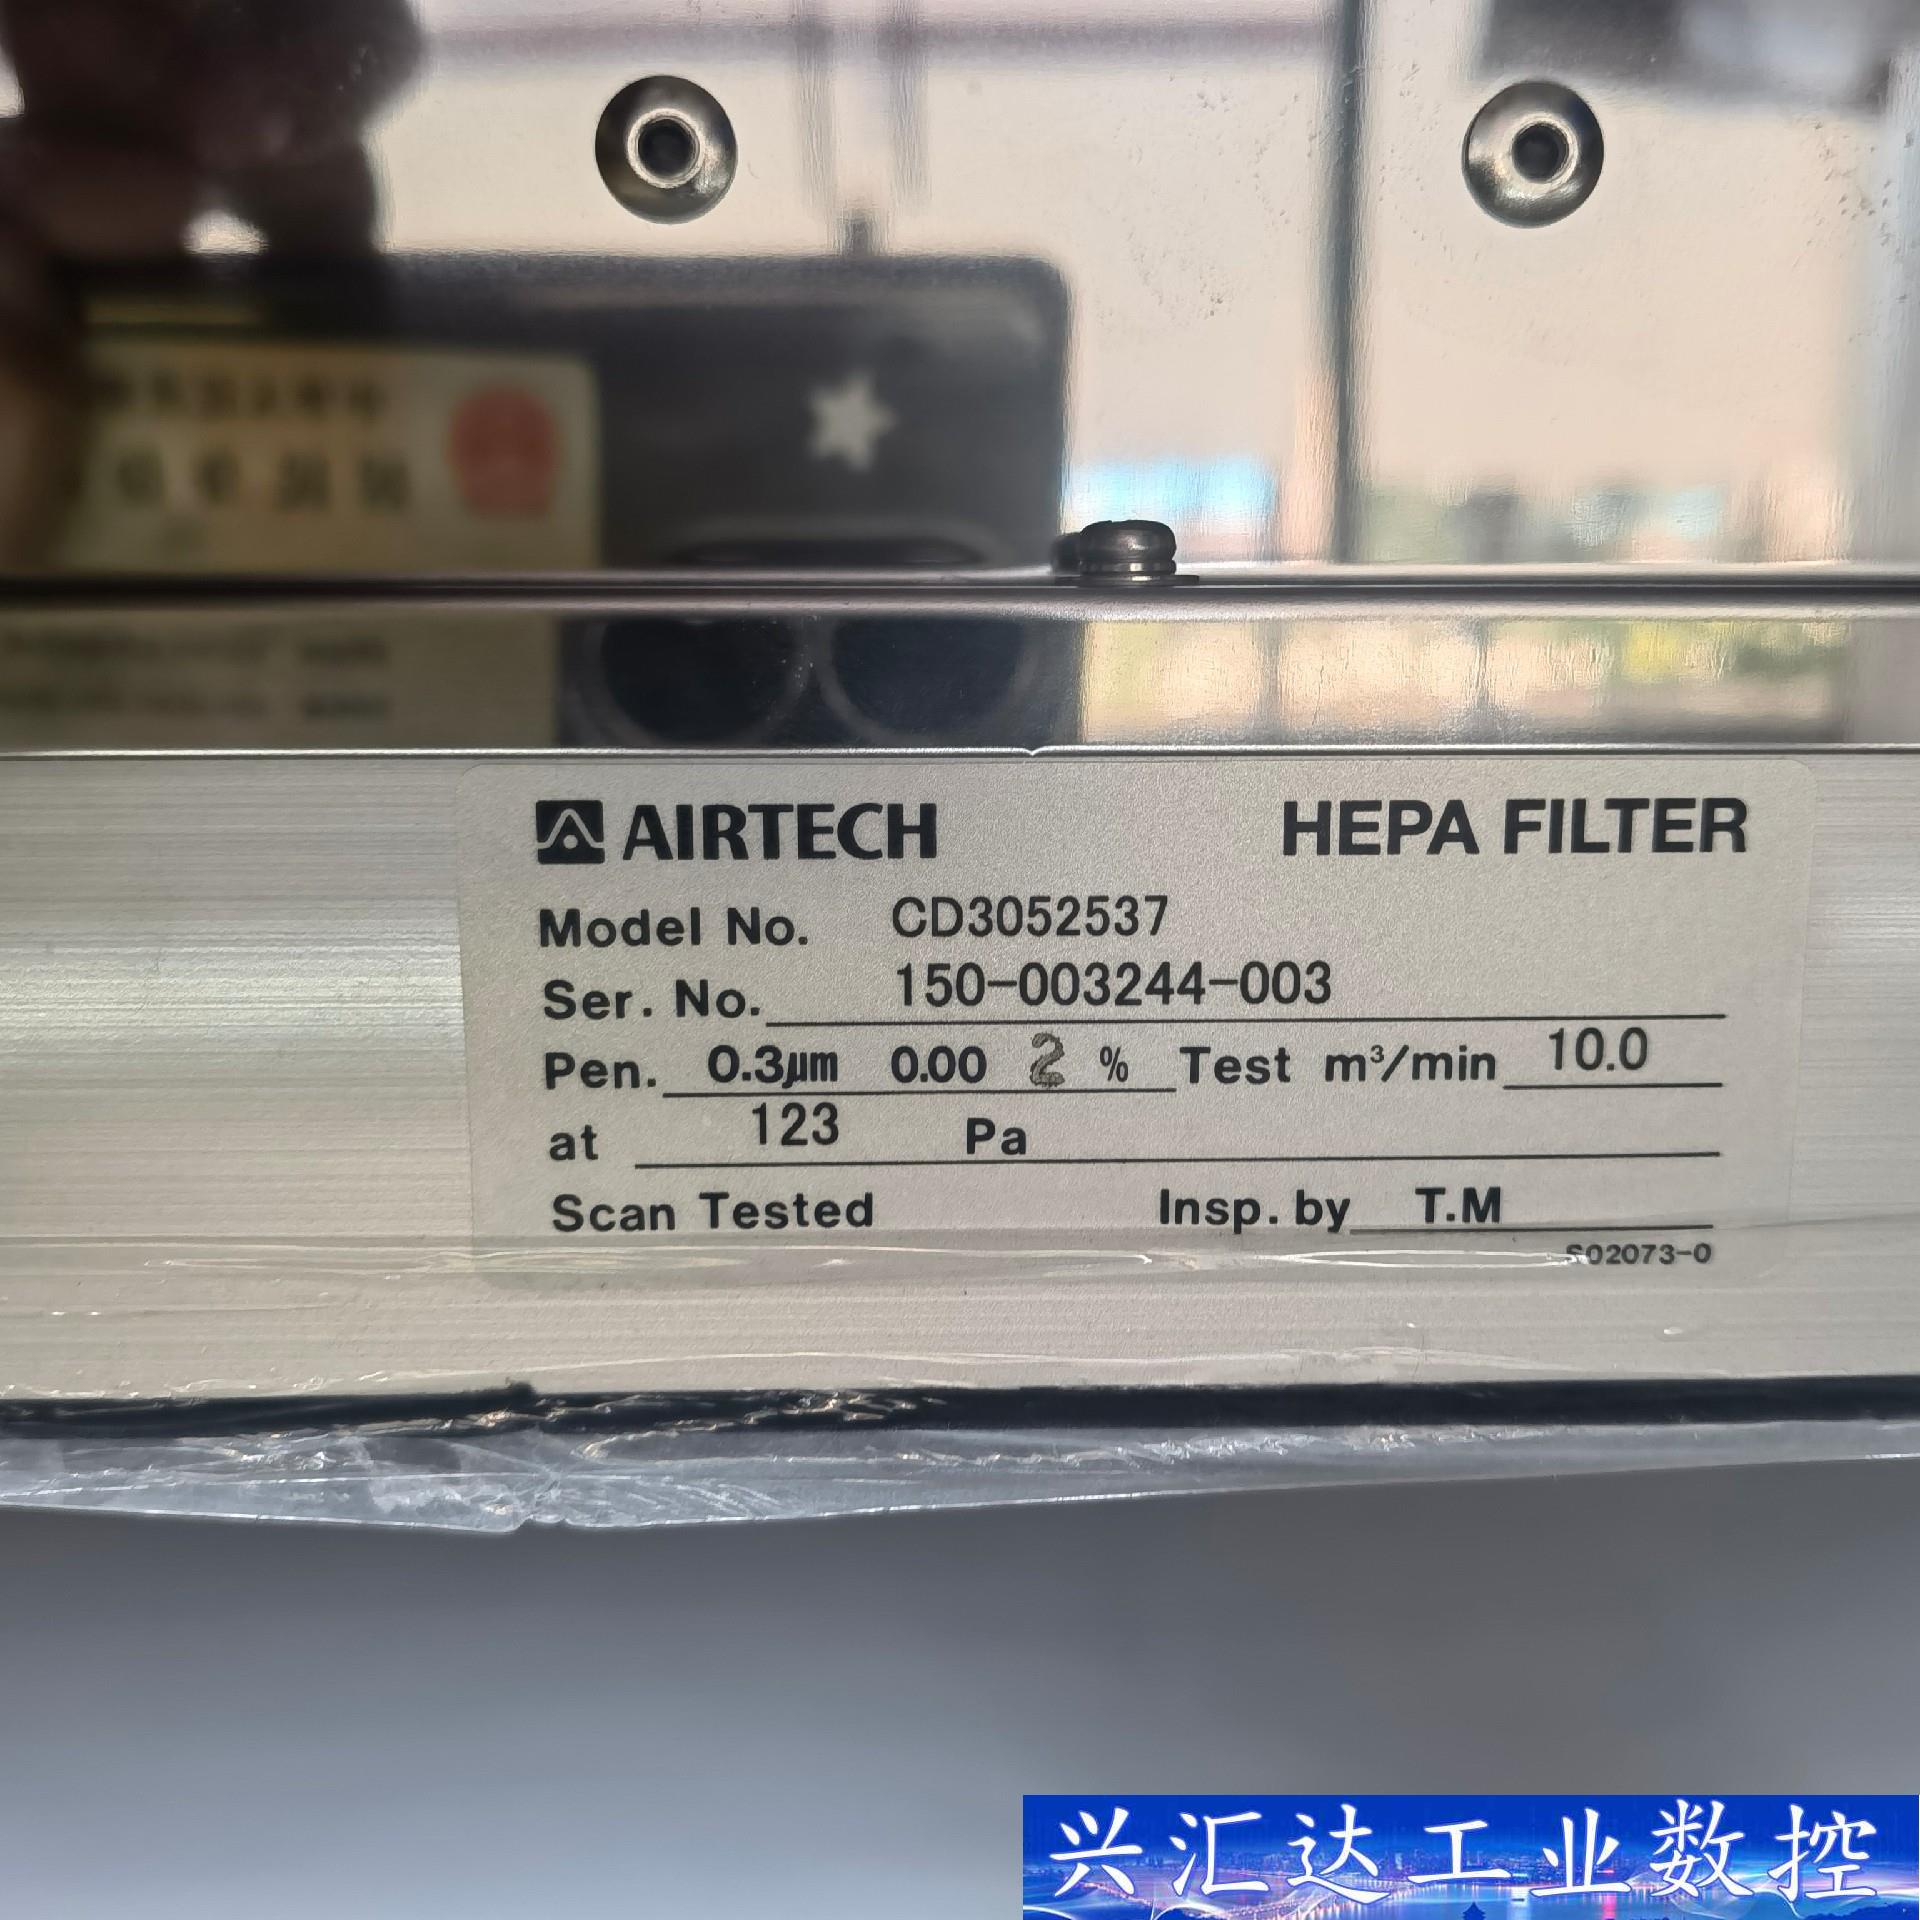 AIRTECH HEPA FILTER
Model No. CD3052537
Ser. No. 150-003244-003
Pen. 0.3μm 0.00 2 % Test m³/min 10.0
at 123 Pa
Scan Tested Insp. by T.M
S02073-0
兴汇达工业数控